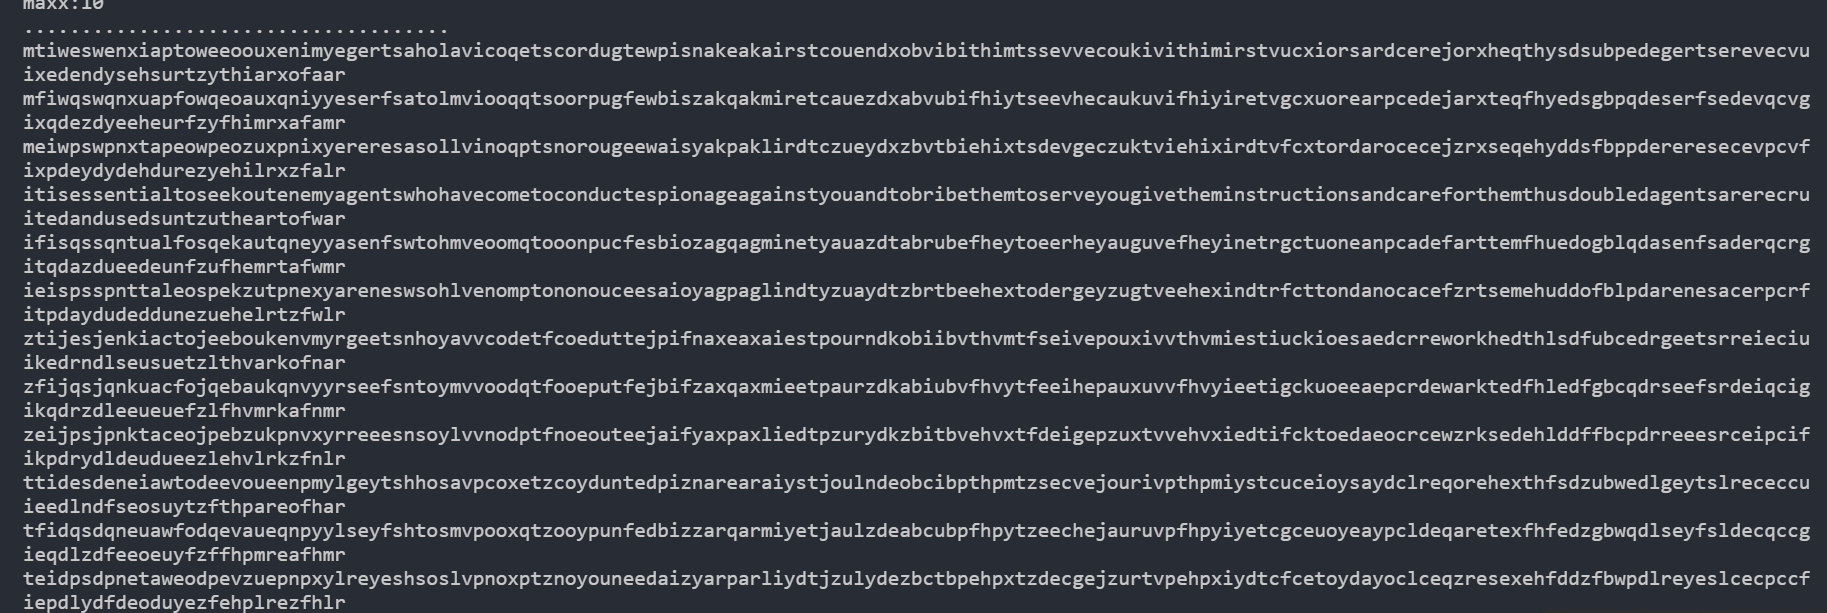 maxx:10
....................................
mtiweswenxiaptoweeoouxenimyegertsaholavicoqetscordugtewpisnakeakairstcouendxobvibithimtssevvecoukivithimirstvucxiorsardcerejorxheqthysdsubpedegertserevecvu
ixedendysehsurtzythiarxofaar
mfiwqswqnxuapfowqeoauxqniyyeserfsatolmviooqqtsoorpugfewbiszakqakmiretcauezdxabvubifhiytseevhecaukuvifhiyiretvgcxuorearpcedejarxteqfhyedsgbpqdeserfsedevqcvg
ixqdezdyeeheurfzyfhimrxafamr
meiwpswpnxtapeowpeozuxpnixyereresasollvinoqptsnorougeewaisyakpaklirdtczueydxzbvtbiehixtsdevgeczuktviehixirdtvfcxtordarocecejzrxseqehyddsfbppdereresecevpcvf
ixpdeydydehdurezyehilrxzfalr
itisessentialtoseekoutenemyagentswhohavecometoconductespionageagainstyouandtobribethemtoserveyougivetheminstructionsandcareforthemthusdoubledagentsarerecru
itedandusedsuntzutheartofwar
ifisqssqntualfosqekautqneyyasenfswtohmveoomqtooonpucfesbiozagqagminetyauazdtabrubefheytoeerheyauguvefheyinetrgctuoneanpcadefarttemfhuedogblqdasenfsaderqcrg
itqdazdueedeunfzufhemrtafwmr
ieispsspnttaleospekzutpnexyareneswsohlvenomptononouceesaioyagpaglindtyzuaydtzbrtbeehextodergeyzugtveehexindtrfcttondanocacefzrtsemehuddofblpdarenesacerpcrf
itpdaydudeddunezuehelrtzfwlr
ztijesjenkiactojeeboukenvmyrgeetsnhoyavvcodetfcoeduttejpifnaxeaxaiestpourndkobiibvthvmtfseivepouxivvthvmiestiuckioesaedcrreworkhedthlsdfubcedrgeetsrreieciu
ikedrndlseusuetzlthvarkofnar
zfijqsjqnkuacfojqebaukqnvyyrseefsntoymvvoodqtfooeputfejbifzaxqaxmieetpaurzdkabiubvfhvytfeeihepauxuvvfhvyieetigckuoeeaepcrdewarktedfhledfgbcqdrseefsrdeiqcig
ikqdrzdleeueuefzlfhvmrkafnmr
zeijpsjpnktaceojpebzukpnvxyrreeesnsoylvvnodptfnoeouteejaifyaxpaxliedtpzurydkzbitbvehvxtfdeigepzuxtvvehvxiedtifcktoedaeocrcewzrksedehlddffbcpdrreeesrceipcif
ikpdrydldeudueezlehvlrkzfnlr
ttidesdeneiawtodeevoueenpmylgeytshhosavpcoxetzcoyduntedpiznarearaiystjoulndeobcibpthpmtzsecvejourivpthpmiystcuceioysaydclreqorehexthfsdzubwedlgeytslrececcu
ieedlndfseosuytzfthpareofhar
tfidqsdqneuawfodqevaueqnpyylseyfshtosmvpooxqtzooypunfedbizzarqarmiyetjaulzdeabcubpfhpytzeechejauruvpfhpyiyetcgceuoyeaypcldeqaretexfhfedzgbwqdlseyfsldecqccg
ieqdlzdfeeoeuyfzffhpmreafhmr
teidpsdpnetaweodpevzuepnpxylreyeshsoslvpnoxptznoyouneedaizyarparliydtjzulydezbctbpehpxtzdecgejzurtvpehpxiydtcfcetoydayoclceqzresexehfddzfbwpdlreyeslcecpccf
iepdlydfdeoduyezfehplrezfhlr